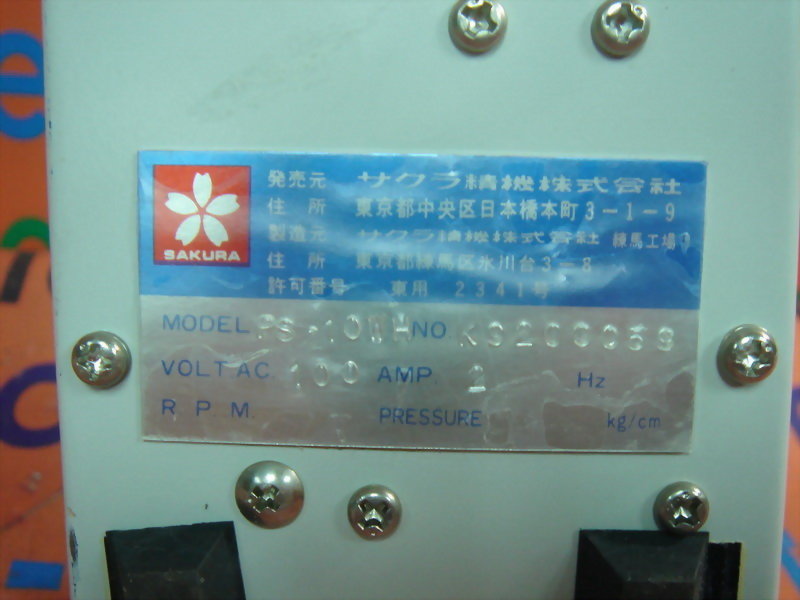 SAKURA
発売元 サクラ精機株式会社
住所 東京都中央区日本橋本町3-1-9
製造元 サクラ精機株式会社 練馬工場
住所 東京都練馬区氷川台3-8
許可番号 東用 2341号
MODEL PS-10WH NO. K0200059
VOLT.AC. 100 AMP. 2 Hz
R.P.M. PRESSURE kg/cm